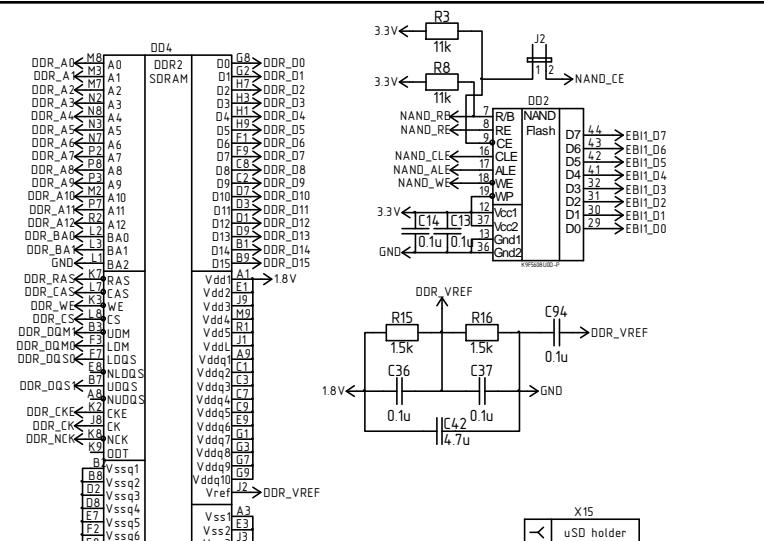 DD4
DDR2
SDRAM
DDR_A0 M8 A0
DDR_A1 M3 A1
DDR_A2 M7 A2
DDR_A3 N2 A3
DDR_A4 N8 A4
DDR_A5 N3 A5
DDR_A6 N7 A6
DDR_A7 P2 A7
DDR_A8 P8 A8
DDR_A9 P3 A9
DDR_A10 M2 A10
DDR_A11 P7 A11
DDR_A12 R2 A12
DDR_BA0 L2 BA0
DDR_BA1 L3 BA1
GND L1 BA2
DDR_RAS K7 RAS
DDR_CAS L7 CAS
DDR_WE K3 WE
DDR_CS L8 CS
DDR_DQM1 B3 UDM
DDR_DQM0 F3 LDM
DDR_DQS0 F7 LDQS
E8 NLDQS
DDR_DQS1 B7 UDQS
A8 NUDQS
DDR_CKE K2 CKE
DDR_CK J8 CK
DDR_NCK K8 NCK
K9 ODT
Vssq1
B8 Vssq2
D2 Vssq3
D8 Vssq4
E7 Vssq5
F2 Vssq6
D0 G8 DDR_D0
D1 G2 DDR_D1
D2 H7 DDR_D2
D3 H3 DDR_D3
D4 H1 DDR_D4
D5 H9 DDR_D5
D6 F1 DDR_D6
D7 F9 DDR_D7
D8 C8 DDR_D8
D9 C2 DDR_D9
D10 D7 DDR_D10
D11 D3 DDR_D11
D12 D1 DDR_D12
D13 D9 DDR_D13
D14 B1 DDR_D14
D15 B9 DDR_D15
Vdd1 A1 1.8V
Vdd2 E1
Vdd3 J9
Vdd4 M9
Vdd5 R1
VddL J1
Vddq1 A9
Vddq2 C1
Vddq3 C3
Vddq4 C7
Vddq5 C9
Vddq6 E9
Vddq7 G1
Vddq8 G3
Vddq9 G7
Vddq10 G9
Vref J2 DDR_VREF
Vss1 A3
Vss2 E3
J3
R3
3.3V
11k
R8
3.3V
11k
J2
1 2
NAND_CE
DD2
NAND
Flash
NAND_RB 7 R/B
NAND_RE 8 RE
9 CE
NAND_CLE 16 CLE
NAND_ALE 17 ALE
NAND_WE 18 WE
19 WP
3.3V 12 Vcc1
37 Vcc2
13 Gnd1
GND 36 Gnd2
C14 C13
0.1u 0.1u
D7 44 EBI1_D7
D6 43 EBI1_D6
D5 42 EBI1_D5
D4 41 EBI1_D4
D3 32 EBI1_D3
D2 31 EBI1_D2
D1 30 EBI1_D1
D0 29 EBI1_D0
DDR_VREF
R15 R16 C94
1.5k 1.5k 0.1u
DDR_VREF
C36 C37
1.8V GND
0.1u 0.1u
C42
4.7u
X15
uSD holder